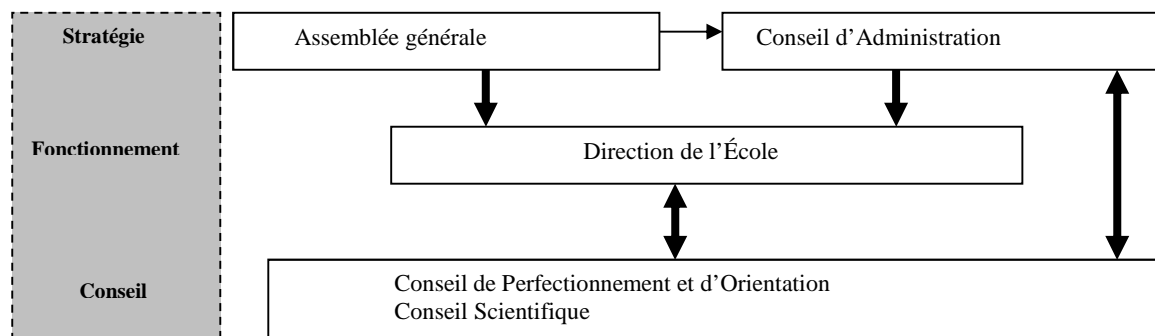 Stratégie
Assemblée générale
Conseil d’Administration
Fonctionnement
Direction de l’École
Conseil
Conseil de Perfectionnement et d’Orientation
Conseil Scientifique